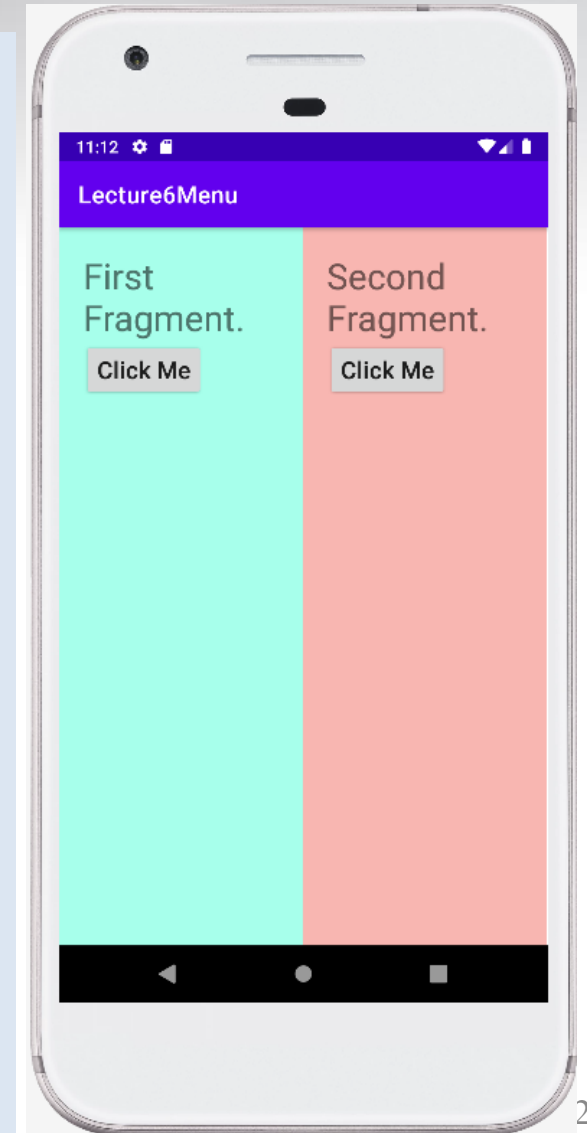 11:12
Lecture6Menu
First
Fragment.
Click Me
Second
Fragment.
Click Me
2